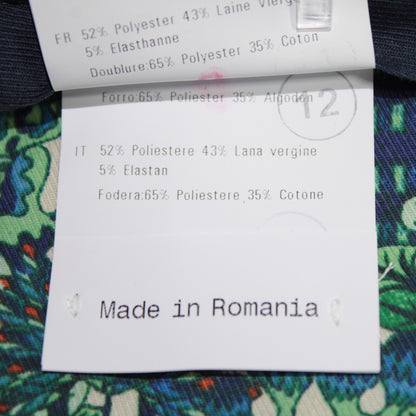 FR 52% Polyester 43% Laine Vierge
5% Elasthanne
Doublure:65% Polyester 35% Coton
Forro:65% Poliester 35% Algodón
12
IT 52% Poliestere 43% Lana vergine
5% Elastan
Fodera:65% Poliestere 35% Cotone
Made in Romania